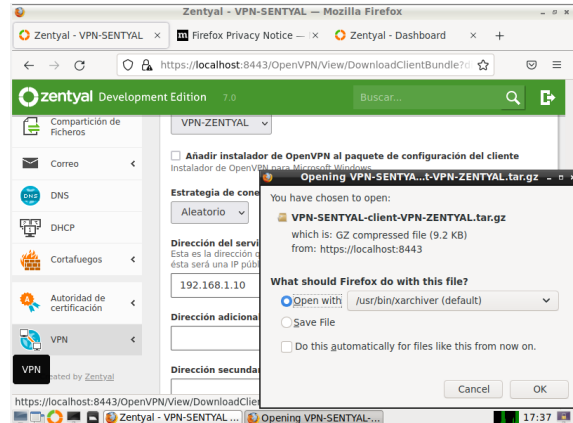 Zentyal - VPN-SENTYAL — Mozilla Firefox
Zentyal - VPN-SENTYAL
Firefox Privacy Notice —
Zentyal - Dashboard
https://localhost:8443/OpenVPN/View/DownloadClientBundle?d
zentyal Development Edition 7.0
Buscar...
Compartición de
Ficheros
Correo
DNS
DHCP
Cortafuegos
Autoridad de
certificación
VPN
VPN
Created by Zentyal
VPN-ZENTYAL
Añadir instalador de OpenVPN al paquete de configuración del cliente
Instalador de OpenVPN para Microsoft Windows
Estrategia de cone
Aleatorio
Dirección del servi
Esta es la dirección q
ésta será una IP públ
192.168.1.10
Dirección adicional
Dirección secundar
Opening VPN-SENTYA...t-VPN-ZENTYAL.tar.gz
You have chosen to open:
VPN-SENTYAL-client-VPN-ZENTYAL.tar.gz
which is: GZ compressed file (9.2 KB)
from: https://localhost:8443
What should Firefox do with this file?
Open with
/usr/bin/xarchiver (default)
Save File
Do this automatically for files like this from now on.
Cancel
OK
https://localhost:8443/OpenVPN/View/DownloadClie
Zentyal - VPN-SENTYAL ...
Opening VPN-SENTYAL-...
17:37